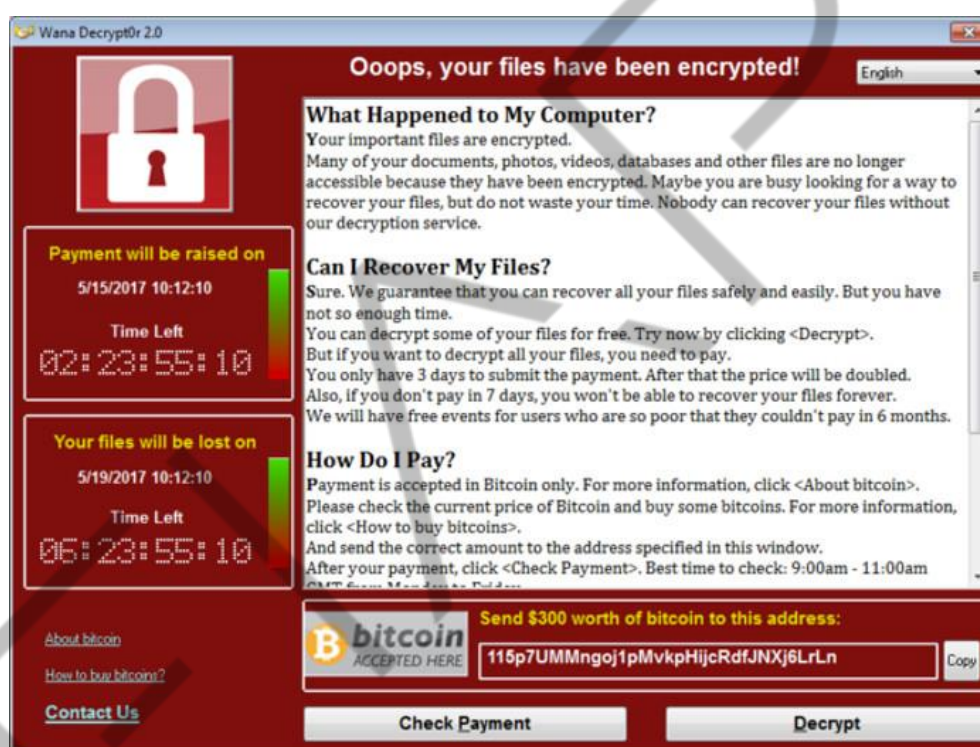 Wana Decrypt0r 2.0
Ooops, your files have been encrypted!
English
What Happened to My Computer?
Your important files are encrypted.
Many of your documents, photos, videos, databases and other files are no longer
accessible because they have been encrypted. Maybe you are busy looking for a way to
recover your files, but do not waste your time. Nobody can recover your files without
our decryption service.
Can I Recover My Files?
Sure. We guarantee that you can recover all your files safely and easily. But you have
not so enough time.
You can decrypt some of your files for free. Try now by clicking <Decrypt>.
But if you want to decrypt all your files, you need to pay.
You only have 3 days to submit the payment. After that the price will be doubled.
Also, if you don't pay in 7 days, you won't be able to recover your files forever.
We will have free events for users who are so poor that they couldn't pay in 6 months.
How Do I Pay?
Payment is accepted in Bitcoin only. For more information, click <About bitcoin>.
Please check the current price of Bitcoin and buy some bitcoins. For more information,
click <How to buy bitcoins>.
And send the correct amount to the address specified in this window.
After your payment, click <Check Payment>. Best time to check: 9:00am - 11:00am
GMT from Monday to Friday
Payment will be raised on
5/15/2017 10:12:10
Time Left
02:23:55:10
Your files will be lost on
5/19/2017 10:12:10
Time Left
06:23:55:10
About bitcoin
How to buy bitcoins?
Contact Us
bitcoin
ACCEPTED HERE
Send $300 worth of bitcoin to this address:
115p7UMMngoj1pMvkpHijcRdfJNXj6LrLn
Copy
Check Payment
Decrypt